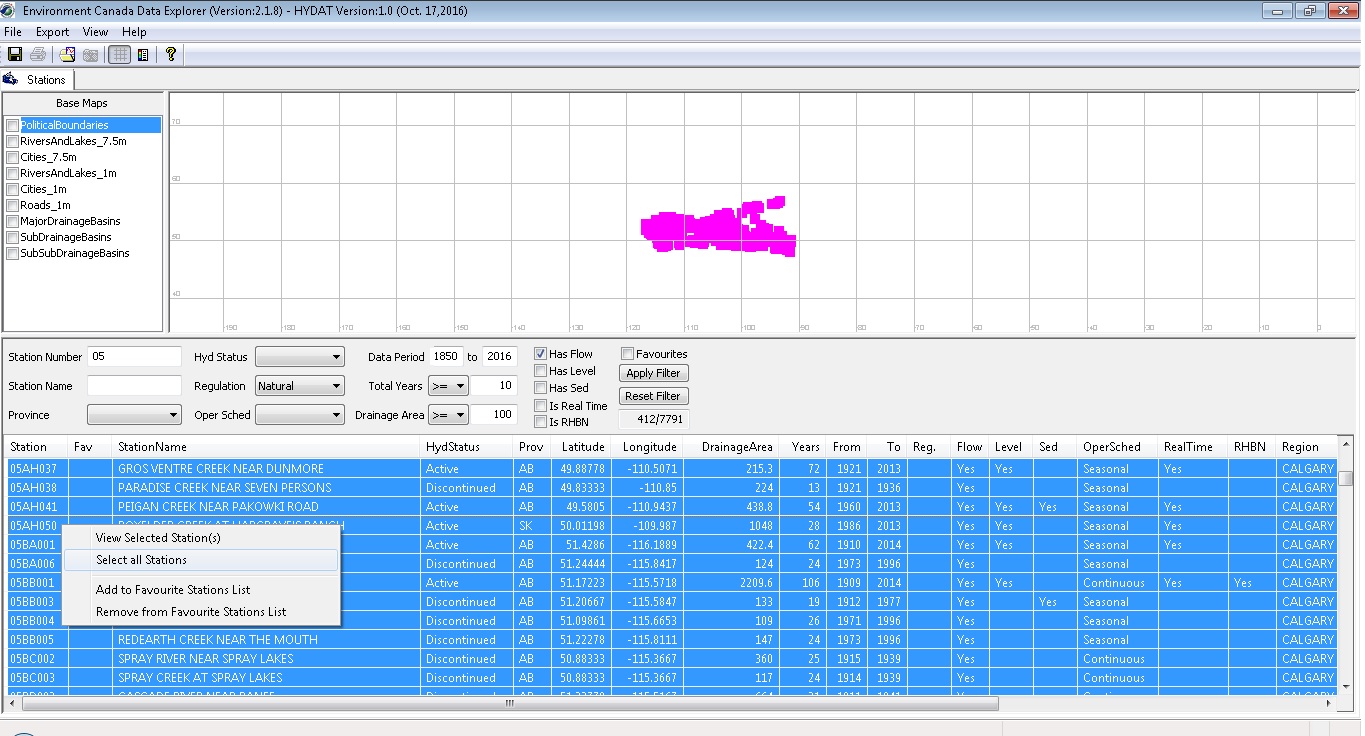 Environment Canada Data Explorer (Version:2.1.8) - HYDAT Version:1.0 (Oct. 17,2016)
File Export View Help
Stations
Base Maps
PoliticalBoundaries
RiversAndLakes_7.5m
Cities_7.5m
RiversAndLakes_1m
Cities_1m
Roads_1m
MajorDrainageBasins
SubDrainageBasins
SubSubDrainageBasins
70
60
50
40
-190 -180 -170 -160 -150 -140 -130 -120 -110 -100 -90 -80 -70 -60 -50 -40 -30 -20 -10 0
Station Number 05 Hyd Status Data Period 1850 to 2016 Has Flow Favourites
Has Level Apply Filter
Station Name Regulation Natural Total Years >= 10 Has Sed
Reset Filter
Is Real Time
Province Oper Sched Drainage Area >= 100 Is RHBN 412/7791
Station Fav StationName HydStatus Prov Latitude Longitude DrainageArea Years From To Reg. Flow Level Sed OperSched RealTime RHBN Region
05AH037 GROS VENTRE CREEK NEAR DUNMORE Active AB 49.88778 -110.5071 215.3 72 1921 2013 Yes Yes Seasonal Yes CALGARY
05AH038 PARADISE CREEK NEAR SEVEN PERSONS Discontinued AB 49.83333 -110.85 224 13 1921 1936 Yes Seasonal CALGARY
05AH041 PEIGAN CREEK NEAR PAKOWKI ROAD Active AB 49.5805 -110.9437 438.8 54 1960 2013 Yes Yes Yes Seasonal Yes CALGARY
05AH050 BOXELDER CREEK AT HARGRAVE'S RANCH Active SK 50.01198 -109.987 1048 28 1986 2013 Yes Yes Seasonal Yes CALGARY
05BA001 Active AB 51.4286 -116.1889 422.4 62 1910 2014 Yes Yes Seasonal Yes CALGARY
05BA006 Discontinued AB 51.24444 -115.8417 124 24 1973 1996 Yes Seasonal CALGARY
05BB001 Active AB 51.17223 -115.5718 2209.6 106 1909 2014 Yes Yes Continuous Yes Yes CALGARY
05BB003 Discontinued AB 51.20667 -115.5847 133 19 1912 1977 Yes Yes Seasonal CALGARY
05BB004 Discontinued AB 51.09861 -115.6653 109 26 1971 1996 Yes Seasonal CALGARY
05BB005 REDEARTH CREEK NEAR THE MOUTH Discontinued AB 51.22278 -115.8111 147 24 1973 1996 Yes Seasonal CALGARY
05BC002 SPRAY RIVER NEAR SPRAY LAKES Discontinued AB 50.88333 -115.3667 360 25 1915 1939 Yes Continuous CALGARY
05BC003 SPRAY CREEK AT SPRAY LAKES Discontinued AB 50.88333 -115.3667 117 24 1914 1939 Yes Continuous CALGARY
CASCADE RIVER NEAR BANFF Discontinued AB 664 31 1911 1941 Yes Continuous CALGARY
View Selected Station(s)
Select all Stations
Add to Favourite Stations List
Remove from Favourite Stations List